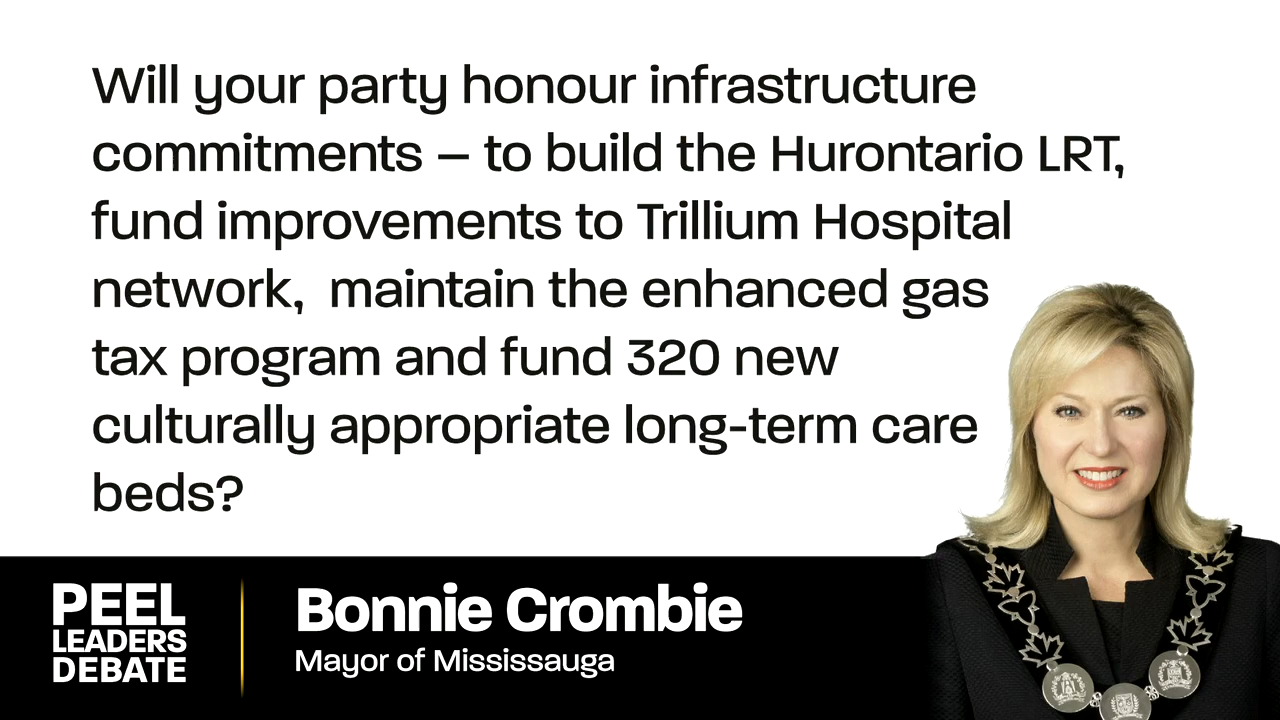 Will your party honour infrastructure
commitments – to build the Hurontario LRT,
fund improvements to Trillium Hospital
network,  maintain the enhanced gas
tax program and fund 320 new
culturally appropriate long-term care
beds?
PEEL
LEADERS
DEBATE
Bonnie Crombie
Mayor of Mississauga